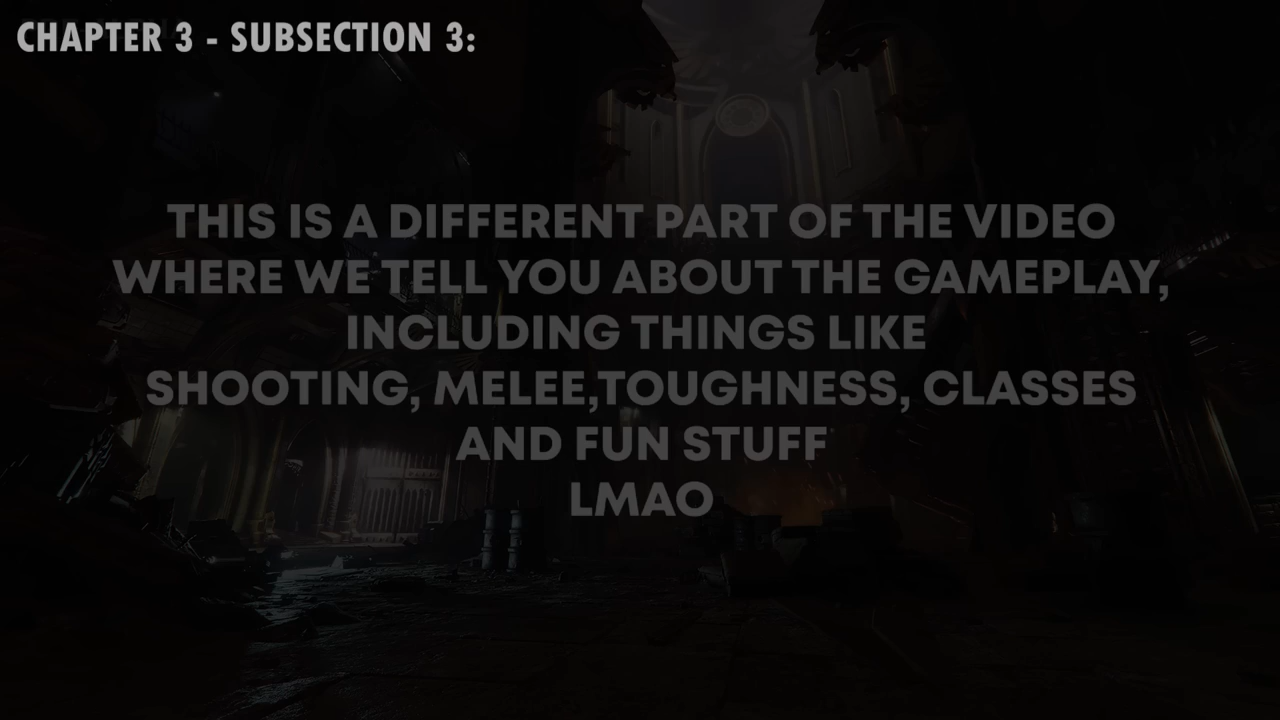 CHAPTER 3 - SUBSECTION 3:
THIS IS A DIFFERENT PART OF THE VIDEO
WHERE WE TELL YOU ABOUT THE GAMEPLAY,
INCLUDING THINGS LIKE
SHOOTING, MELEE,TOUGHNESS, CLASSES
AND FUN STUFF
LMAO